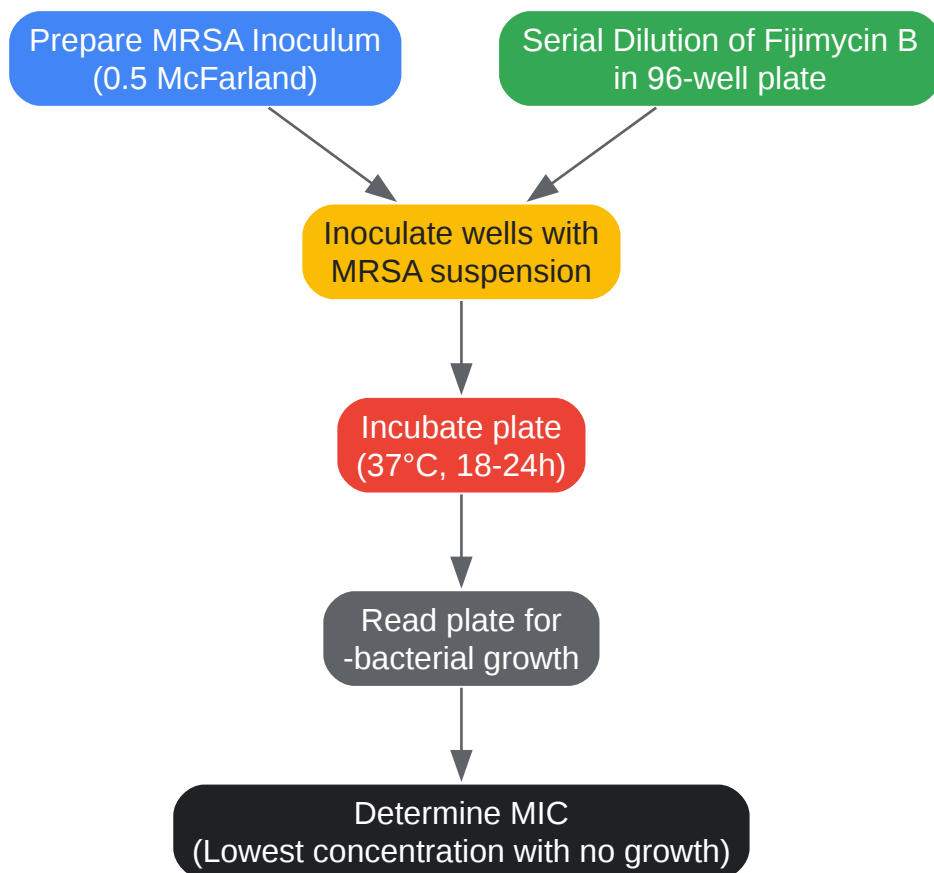 Prepare MRSA Inoculum
(0.5 McFarland)
Serial Dilution of Fijimycin B
in 96-well plate
Inoculate wells with
MRSA suspension
Incubate plate
(37°C, 18-24h)
Read plate for
-bacterial growth
Determine MIC
(Lowest concentration with no growth)